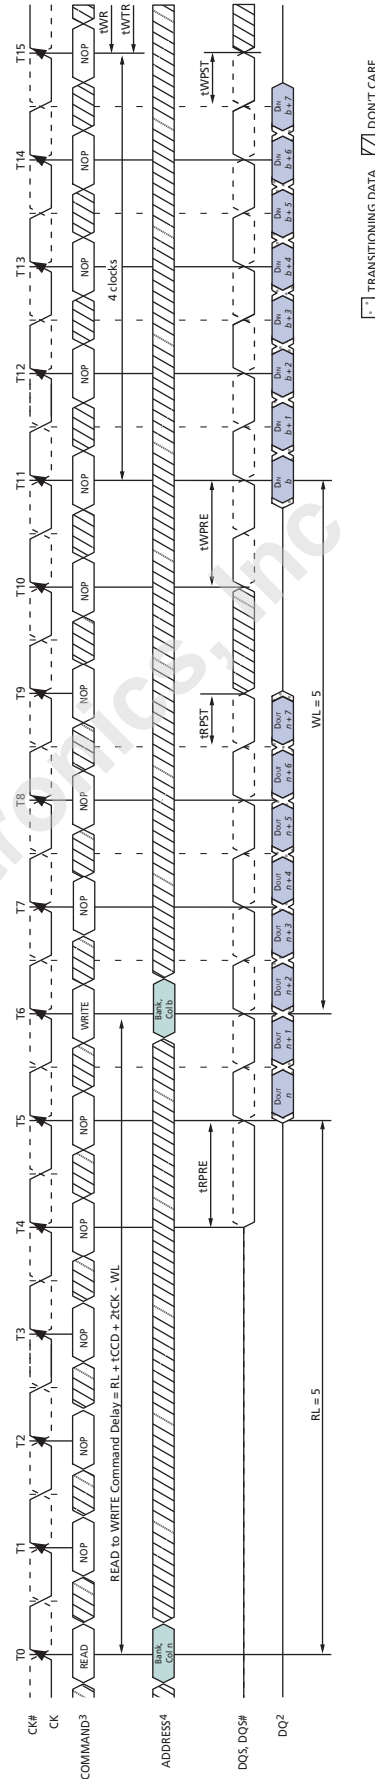 T0 T1 T2 T3 T4 T5 T6 T7 T8 T9 T10 T11 T12 T13 T14 T15
CK#
CK
COMMAND3 READ NOP NOP NOP NOP NOP WRITE NOP NOP NOP NOP NOP NOP NOP NOP NOP
tWR
READ to WRITE Command Delay = RL + tCCD + 2tCK - WL
4 clocks
tWTR
ADDRESS4 Bank, Col n Bank, Col b
tRPRE tRPST tWPRE tWPST
DQS, DQS#
DQ2 DOUT n DOUT n + 1 DOUT n + 2 DOUT n + 3 DOUT n + 4 DOUT n + 5 DOUT n + 6 DOUT n + 7 DIN b DIN b + 1 DIN b + 2 DIN b + 3 DIN b + 4 DIN b + 5 DIN b + 6 DIN b + 7
RL = 5 WL = 5
TRANSITIONING DATA DON'T CARE
ronics, Inc